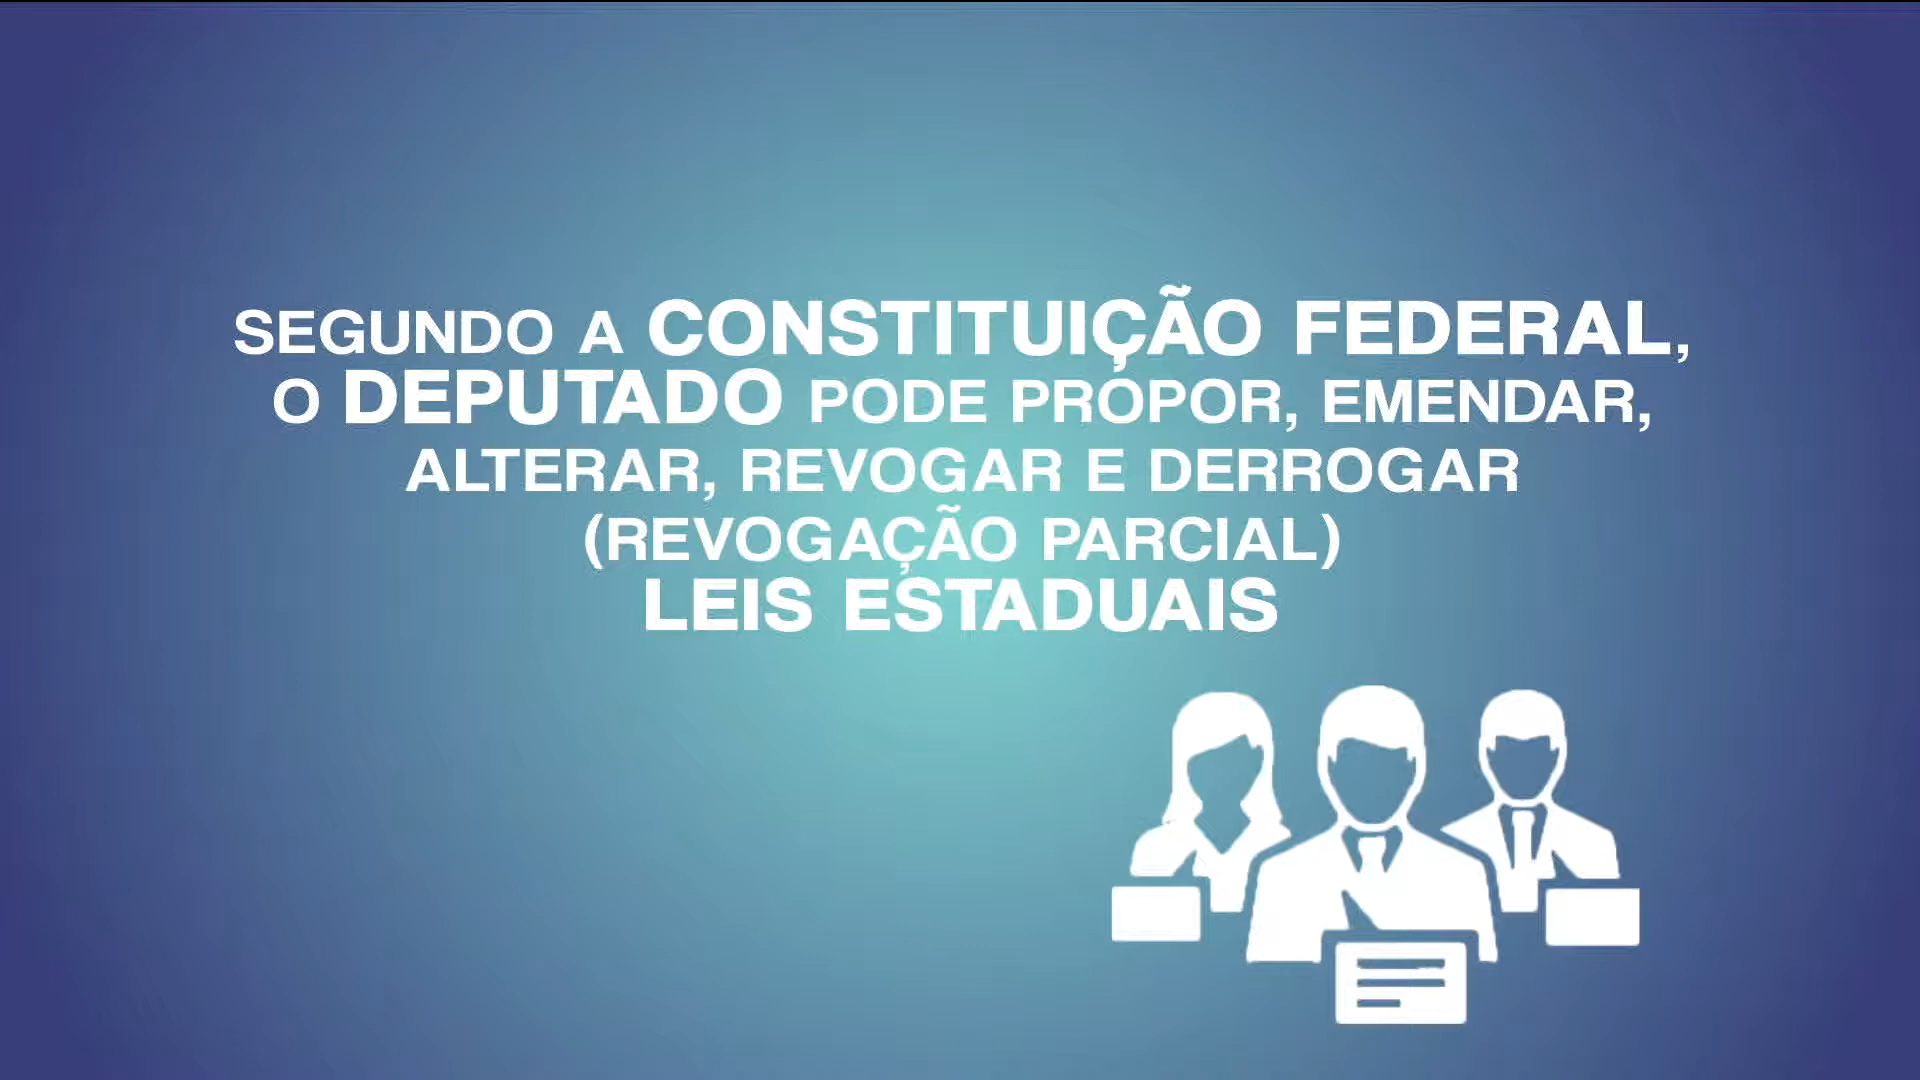 SEGUNDO A CONSTITUIÇÃO FEDERAL,
O DEPUTADO PODE PROPOR, EMENDAR,
ALTERAR, REVOGAR E DERROGAR
(REVOGAÇÃO PARCIAL)
LEIS ESTADUAIS